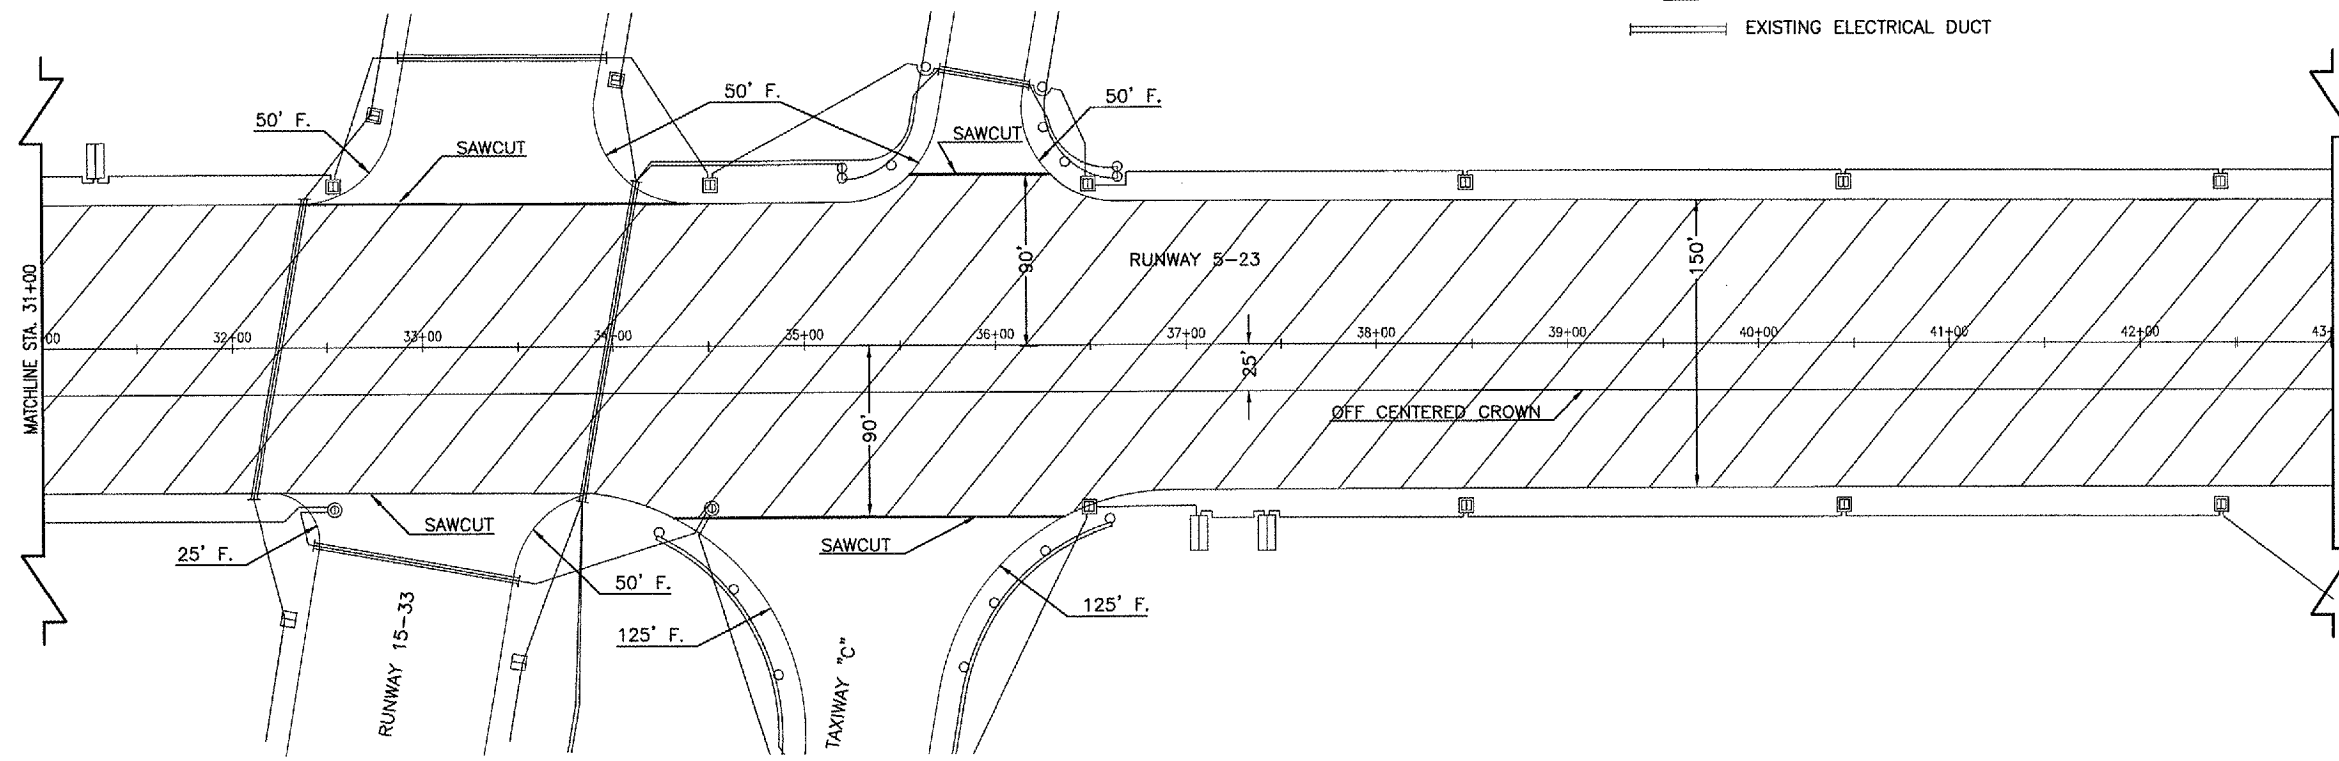 EXISTING ELECTRICAL DUCT
50' F.
50' F.
50' F.
SAWCUT
SAWCUT
MATCHLINE STA. 31+00
RUNWAY 5-23
90'
150'
00
32+00
33+00
34+00
35+00
36+00
37+00
38+00
39+00
40+00
41+00
42+00
43
25'
90'
OFF CENTERED CROWN
SAWCUT
SAWCUT
25' F.
50' F.
125' F.
125' F.
RUNWAY 15-33
TAXIWAY "C"